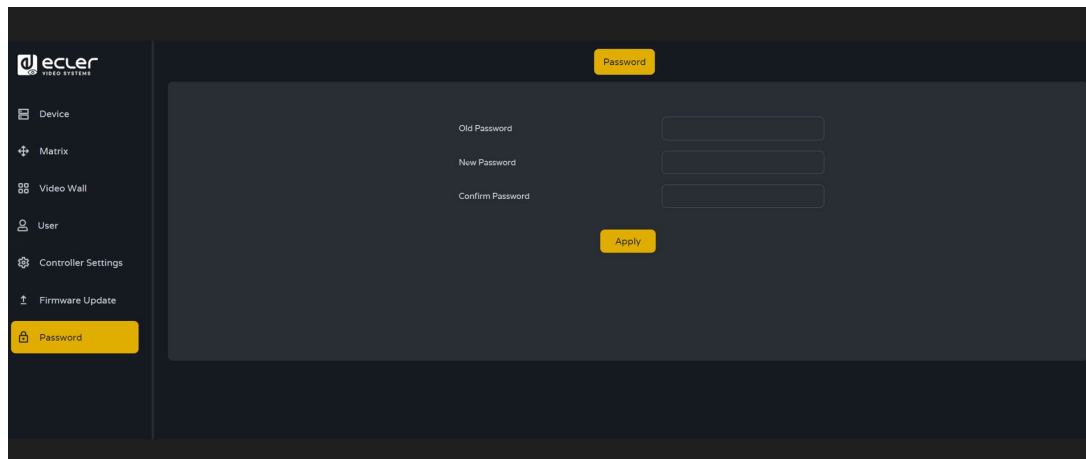 ecler
VIDEO SYSTEMS
Device
Matrix
Video Wall
User
Controller Settings
Firmware Update
Password
Password
Old Password
New Password
Confirm Password
Apply